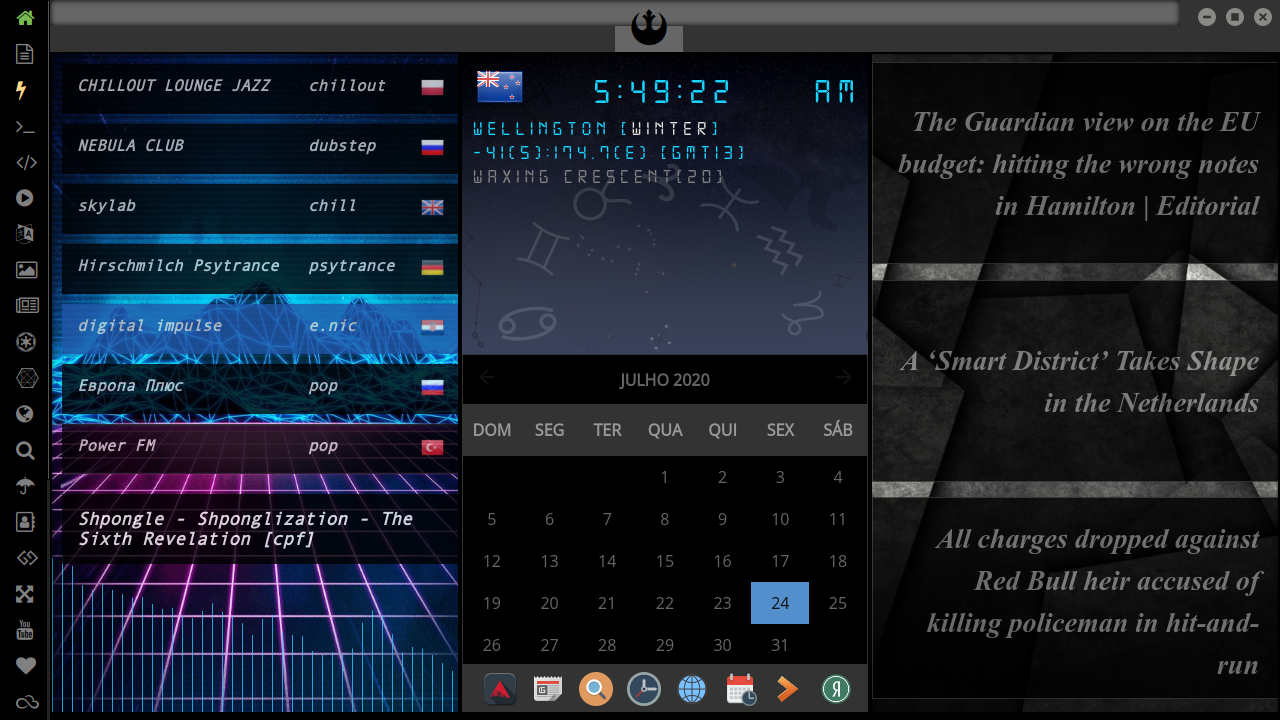 CHILLOUT LOUNGE JAZZ chillout
NEBULA CLUB dubstep
skylab chill
Hirschmilch Psytrance psytrance
digital impulse e.nic
Европа Плюс pop
Power FM pop
Shpongle - Shponglization - The
Sixth Revelation [cpf]
5:49:22 AM
WELLINGTON [WINTER]
-41(S):174.7(E) [GMT13]
WAXING CRESCENT[20]
JULHO 2020
DOM SEG TER QUA QUI SEX SÁB
1 2 3 4
5 6 7 8 9 10 11
12 13 14 15 16 17 18
19 20 21 22 23 24 25
26 27 28 29 30 31
Я
The Guardian view on the EU
budget: hitting the wrong notes
in Hamilton | Editorial
A ‘Smart District’ Takes Shape
in the Netherlands
All charges dropped against
Red Bull heir accused of
killing policeman in hit-and-
run
You
Tube